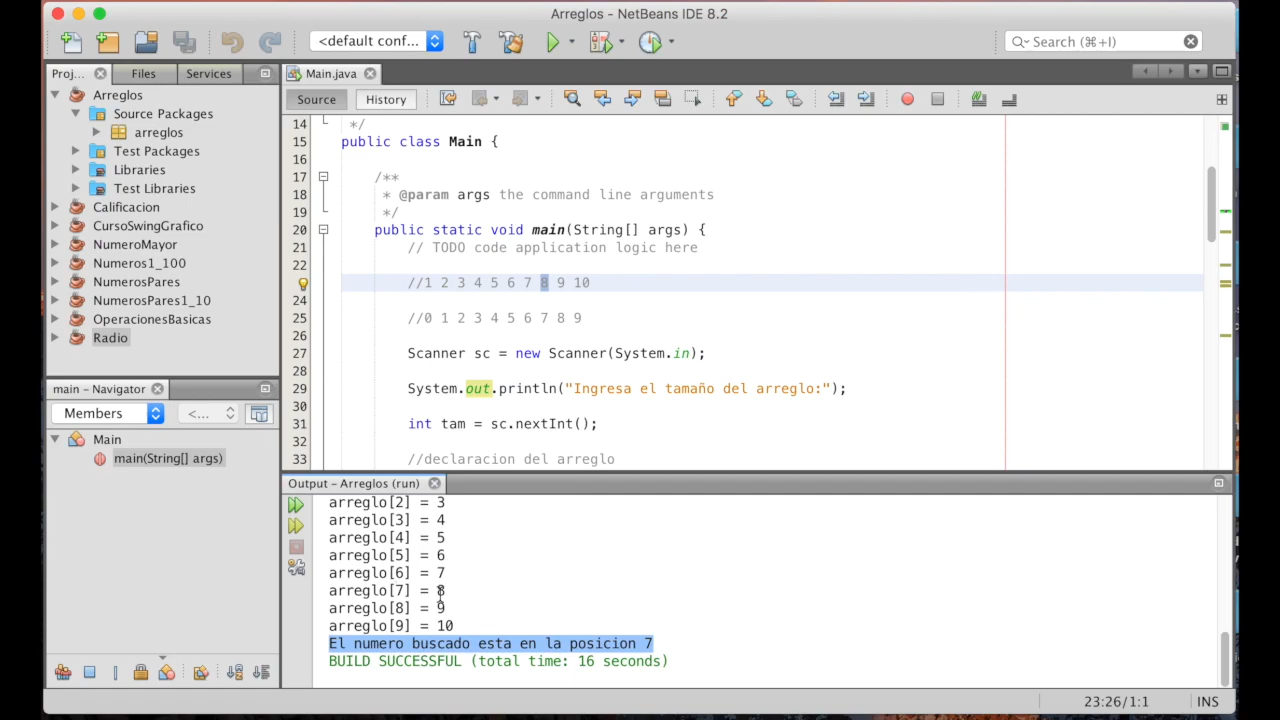 Arreglos - NetBeans IDE 8.2
<default conf...
Search (⌘+I)
Proj...
Files
Services
Main.java
Arreglos
Source Packages
arreglos
Test Packages
Libraries
Test Libraries
Calificacion
CursoSwingGrafico
NumeroMayor
Numeros1_100
NumerosPares
NumerosPares1_10
OperacionesBasicas
Radio
main - Navigator
Members
<...
Main
main(String[] args)
Source
History
14 */
15 public class Main {
16
17 /**
18 * @param args the command line arguments
19 */
20 public static void main(String[] args) {
21 // TODO code application logic here
22
//1 2 3 4 5 6 7 8 9 10
24
25 //0 1 2 3 4 5 6 7 8 9
26
27 Scanner sc = new Scanner(System.in);
28
29 System.out.println("Ingresa el tamaño del arreglo:");
30
31 int tam = sc.nextInt();
32
33 //declaracion del arreglo
Output - Arreglos (run)
arreglo[2] = 3
arreglo[3] = 4
arreglo[4] = 5
arreglo[5] = 6
arreglo[6] = 7
arreglo[7] = 8
arreglo[8] = 9
arreglo[9] = 10
El numero buscado esta en la posicion 7
BUILD SUCCESSFUL (total time: 16 seconds)
23:26/1:1
INS